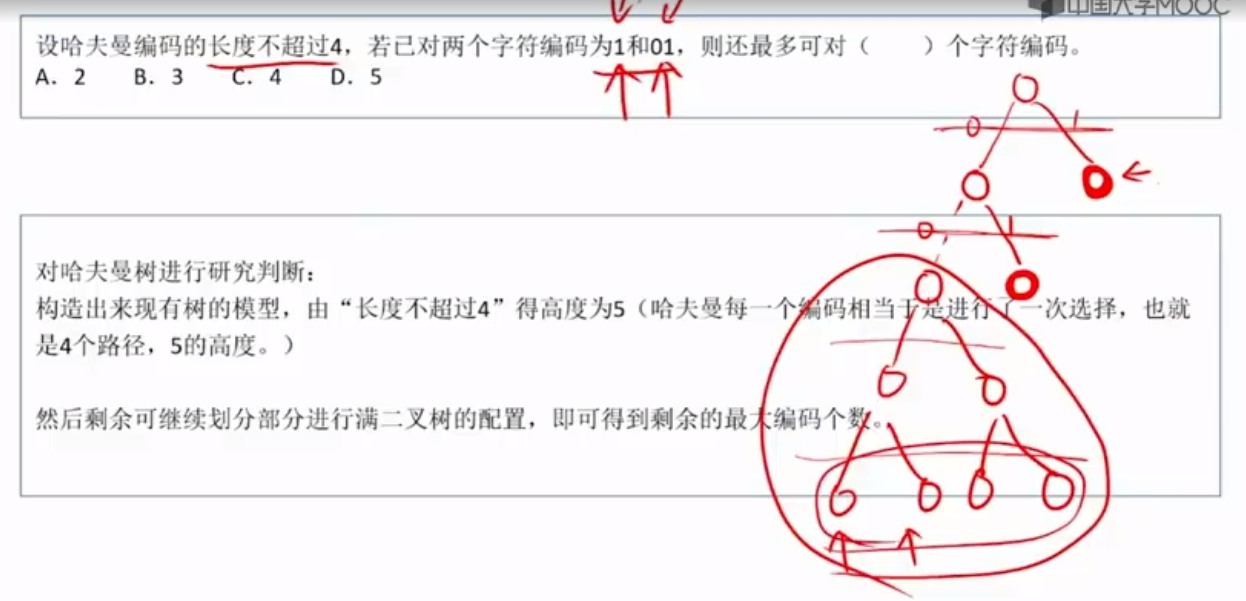 中国大学MOOC
设哈夫曼编码的长度不超过4，若已对两个字符编码为1和01，则还最多可对（　　）个字符编码。
A. 2　B. 3　C. 4　D. 5
0 1
0 1
对哈夫曼树进行研究判断：
构造出来现有树的模型，由“长度不超过4”得高度为5（哈夫曼每一个编码相当于是进行了一次选择，也就
是4个路径，5的高度。）
然后剩余可继续划分部分进行满二叉树的配置，即可得到剩余的最大编码个数。